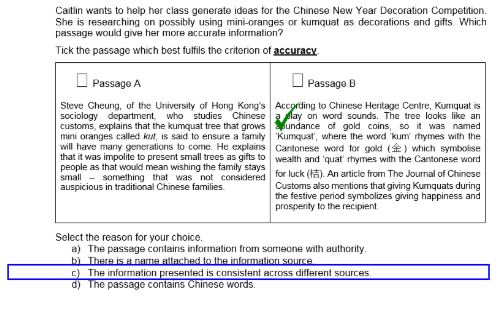 Caitlin wants to help her class generate ideas for the Chinese New Year Decoration Competition.
She is researching on possibly using mini-oranges or kumquat as decorations and gifts. Which
passage would give her more accurate information?
Tick the passage which best fulfils the criterion of accuracy.
Passage A
Steve Cheung, of the University of Hong Kong's
sociology department, who studies Chinese
customs, explains that the kumquat tree that grows
mini oranges called kut, is said to ensure a family
will have many generations to come. He explains
that it was impolite to present small trees as gifts to
people as that would mean wishing the family stays
small – something that was not considered
auspicious in traditional Chinese families.
Passage B
According to Chinese Heritage Centre, Kumquat is
a play on word sounds. The tree looks like an
abundance of gold coins, so it was named
'Kumquat', where the word 'kum' rhymes with the
Cantonese word for gold (金) which symbolise
wealth and 'quat' rhymes with the Cantonese word
for luck (桔). An article from The Journal of Chinese
Customs also mentions that giving Kumquats during
the festive period symbolizes giving happiness and
prosperity to the recipient.
Select the reason for your choice.
a) The passage contains information from someone with authority.
b) There is a name attached to the information source.
c) The information presented is consistent across different sources.
d) The passage contains Chinese words.